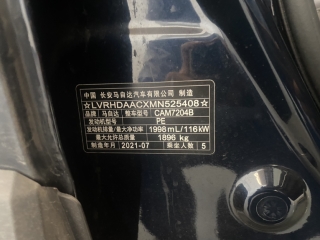 中国 长安马自达汽车有限公司 制造
☆LVRHDAACXMN525408☆
品牌 马自达 整车型号 CAM7204B
发动机型号 PE
发动机排量/最大净功率 1998mL/116kW
最大允许总质量 1896 kg
制造年月 2021-07 乘坐人数 5